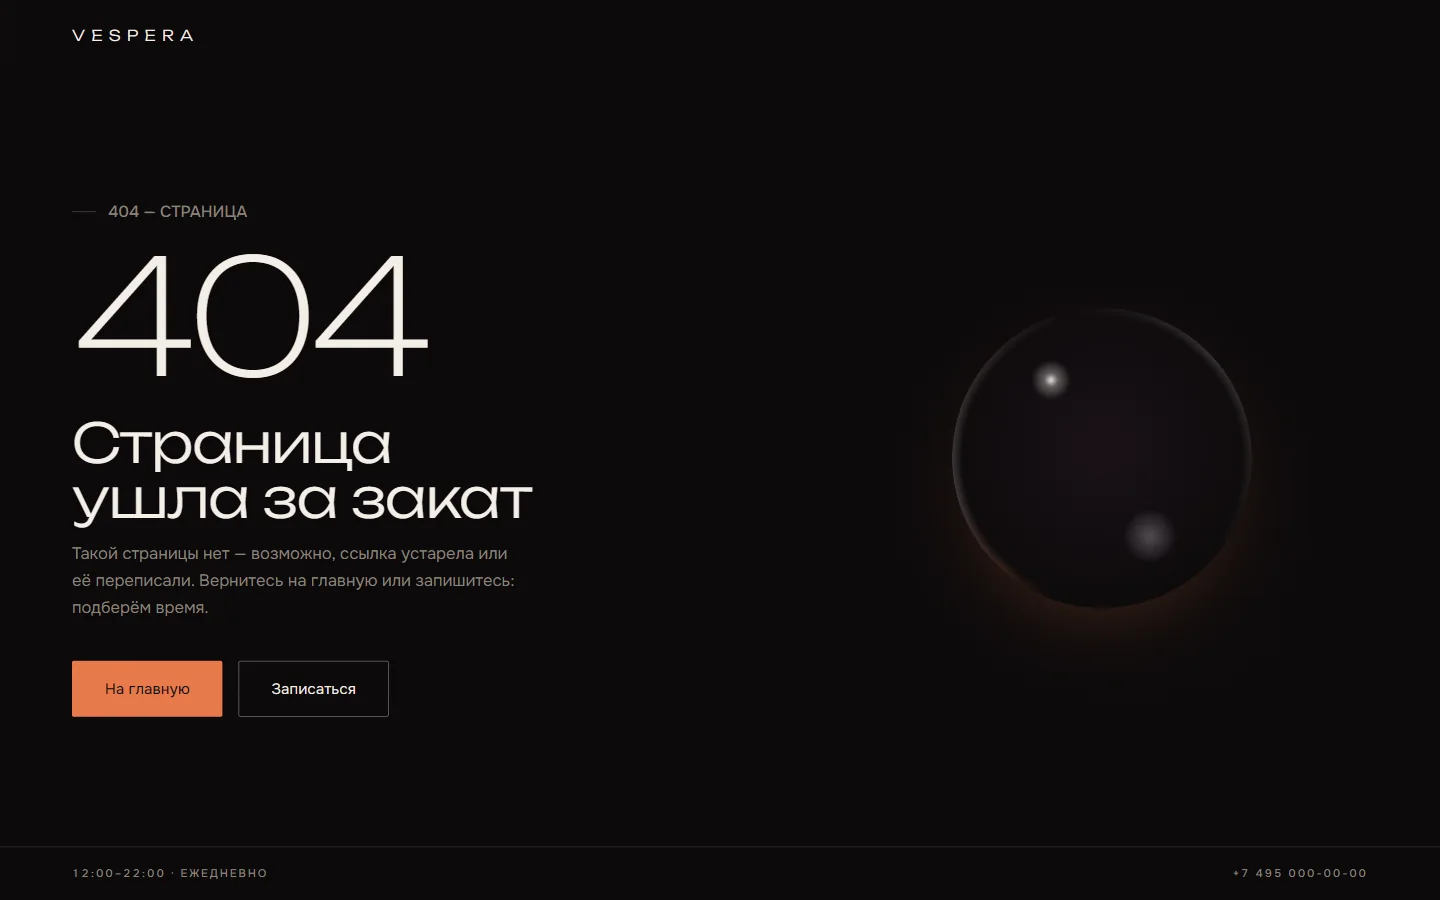 VESPERA
404 — СТРАНИЦА
404
Страница
ушла за закат
Такой страницы нет — возможно, ссылка устарела или
её переписали. Вернитесь на главную или запишитесь:
подберём время.
На главную
Записаться
12:00–22:00 · ЕЖЕДНЕВНО
+7 495 000-00-00